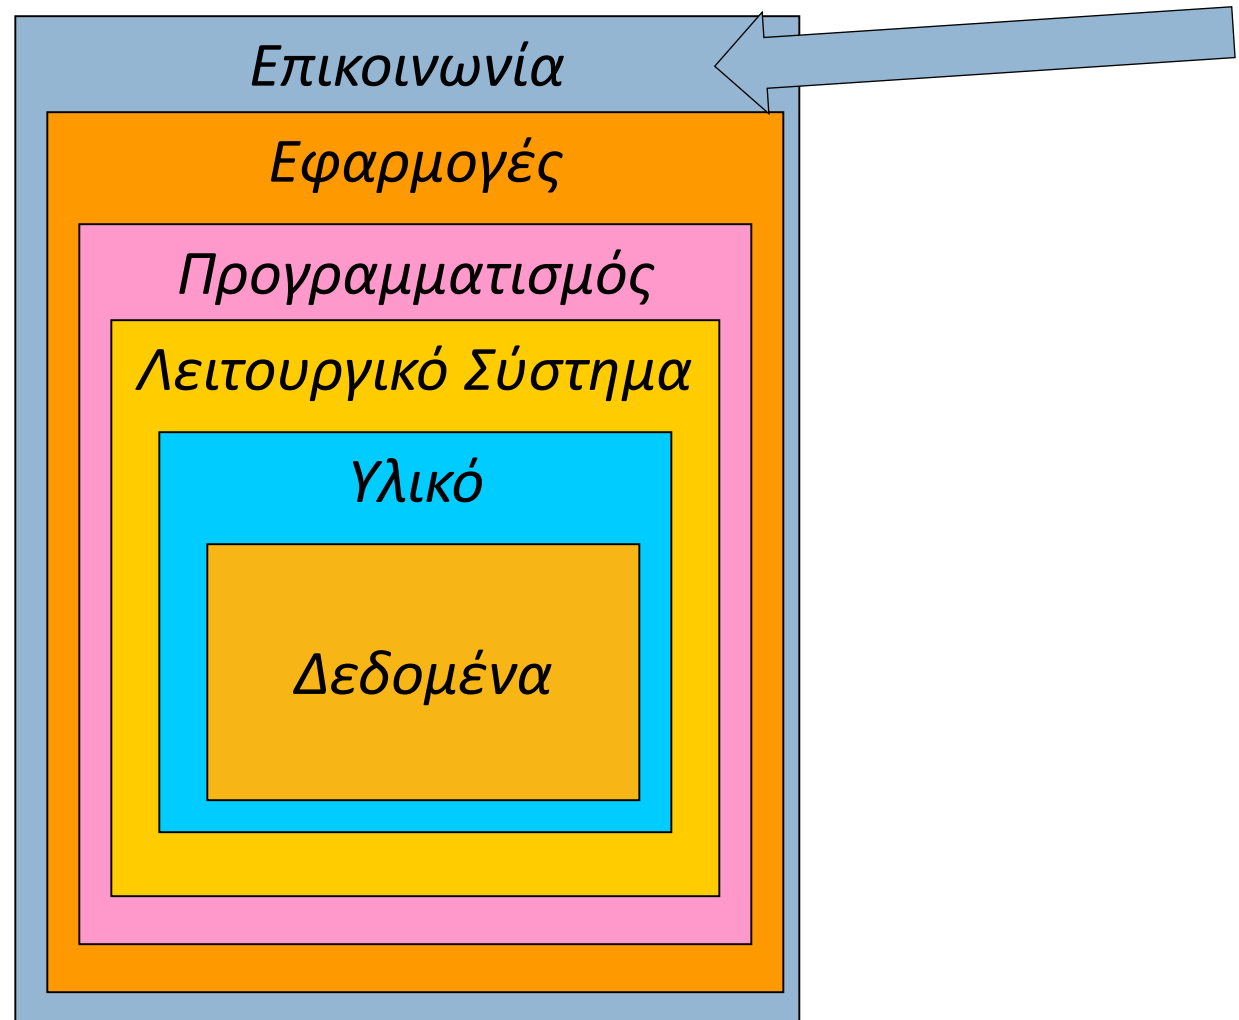 Επικοινωνία
Εφαρμογές
Προγραμματισμός
Λειτουργικό Σύστημα
Υλικό
Δεδομένα